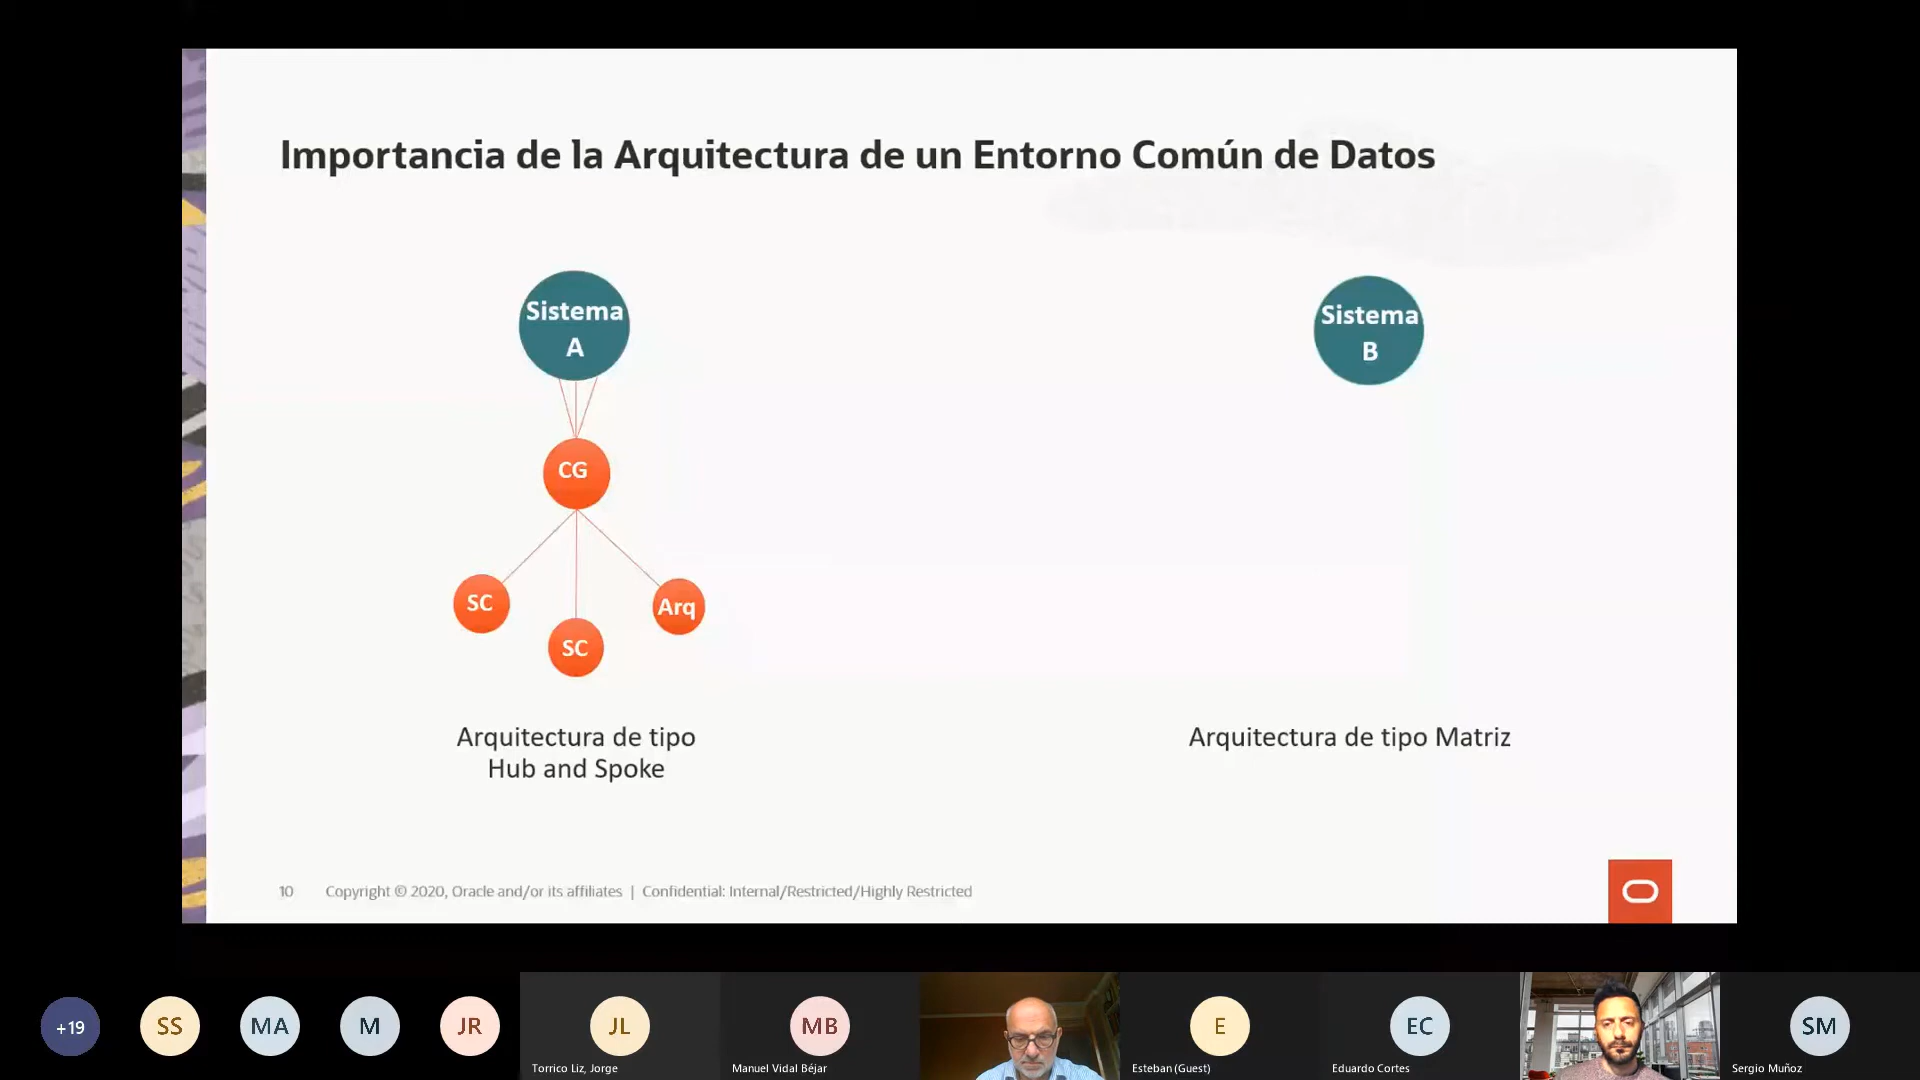 Importancia de la Arquitectura de un Entorno Común de Datos
Sistema
A
Sistema
B
CG
SC
Arq
SC
Arquitectura de tipo
Hub and Spoke
Arquitectura de tipo Matriz
10 Copyright © 2020, Oracle and/or its affiliates | Confidential: Internal/Restricted/Highly Restricted
+19
SS
MA
M
JR
JL
MB
E
EC
SM
Torrico Liz, Jorge
Manuel Vidal Béjar
Esteban (Guest)
Eduardo Cortes
Sergio Muñoz